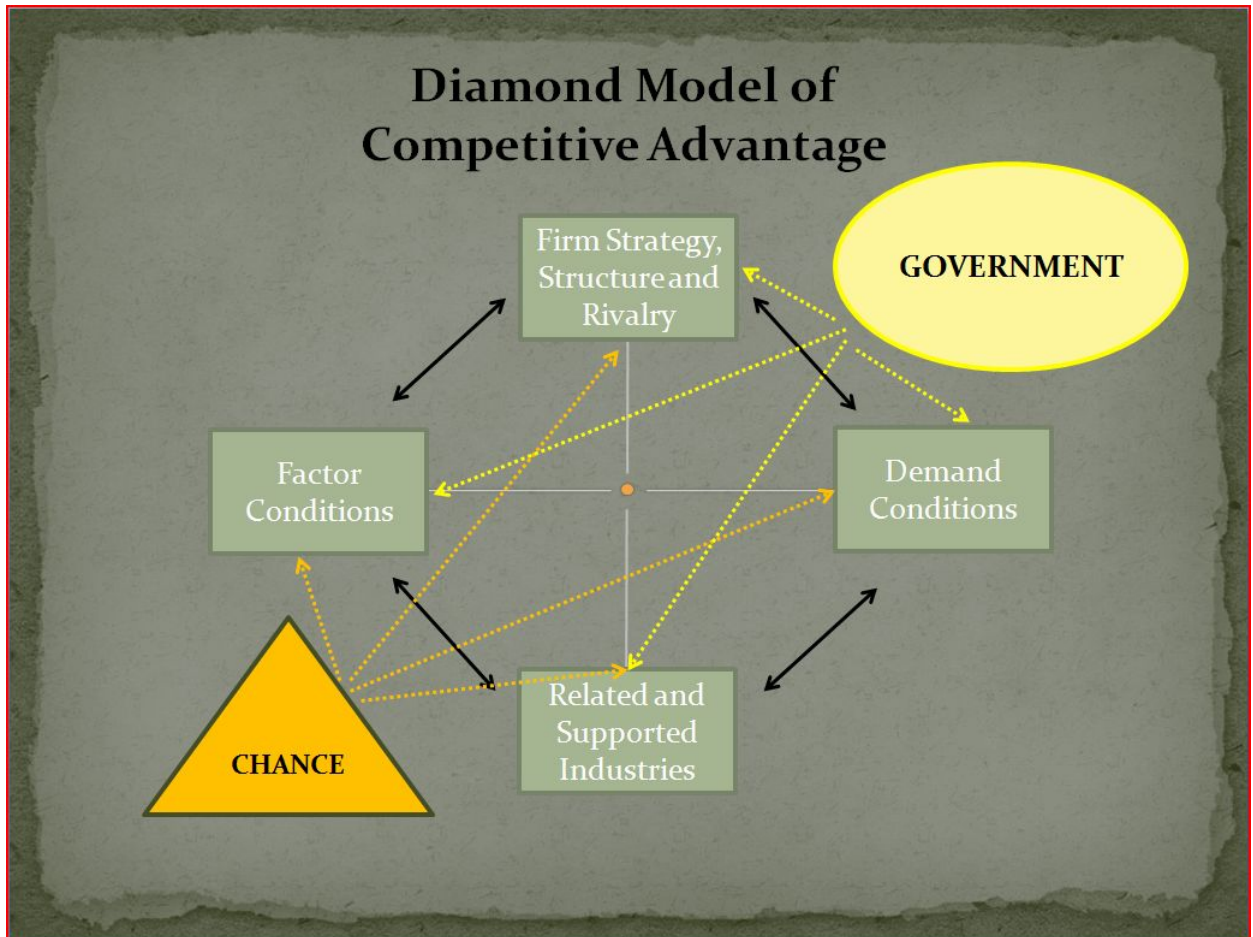 Diamond Model of
Competitive Advantage
Firm Strategy,
Structure and
Rivalry
GOVERNMENT
Factor
Conditions
Demand
Conditions
Related and
Supported
Industries
CHANCE